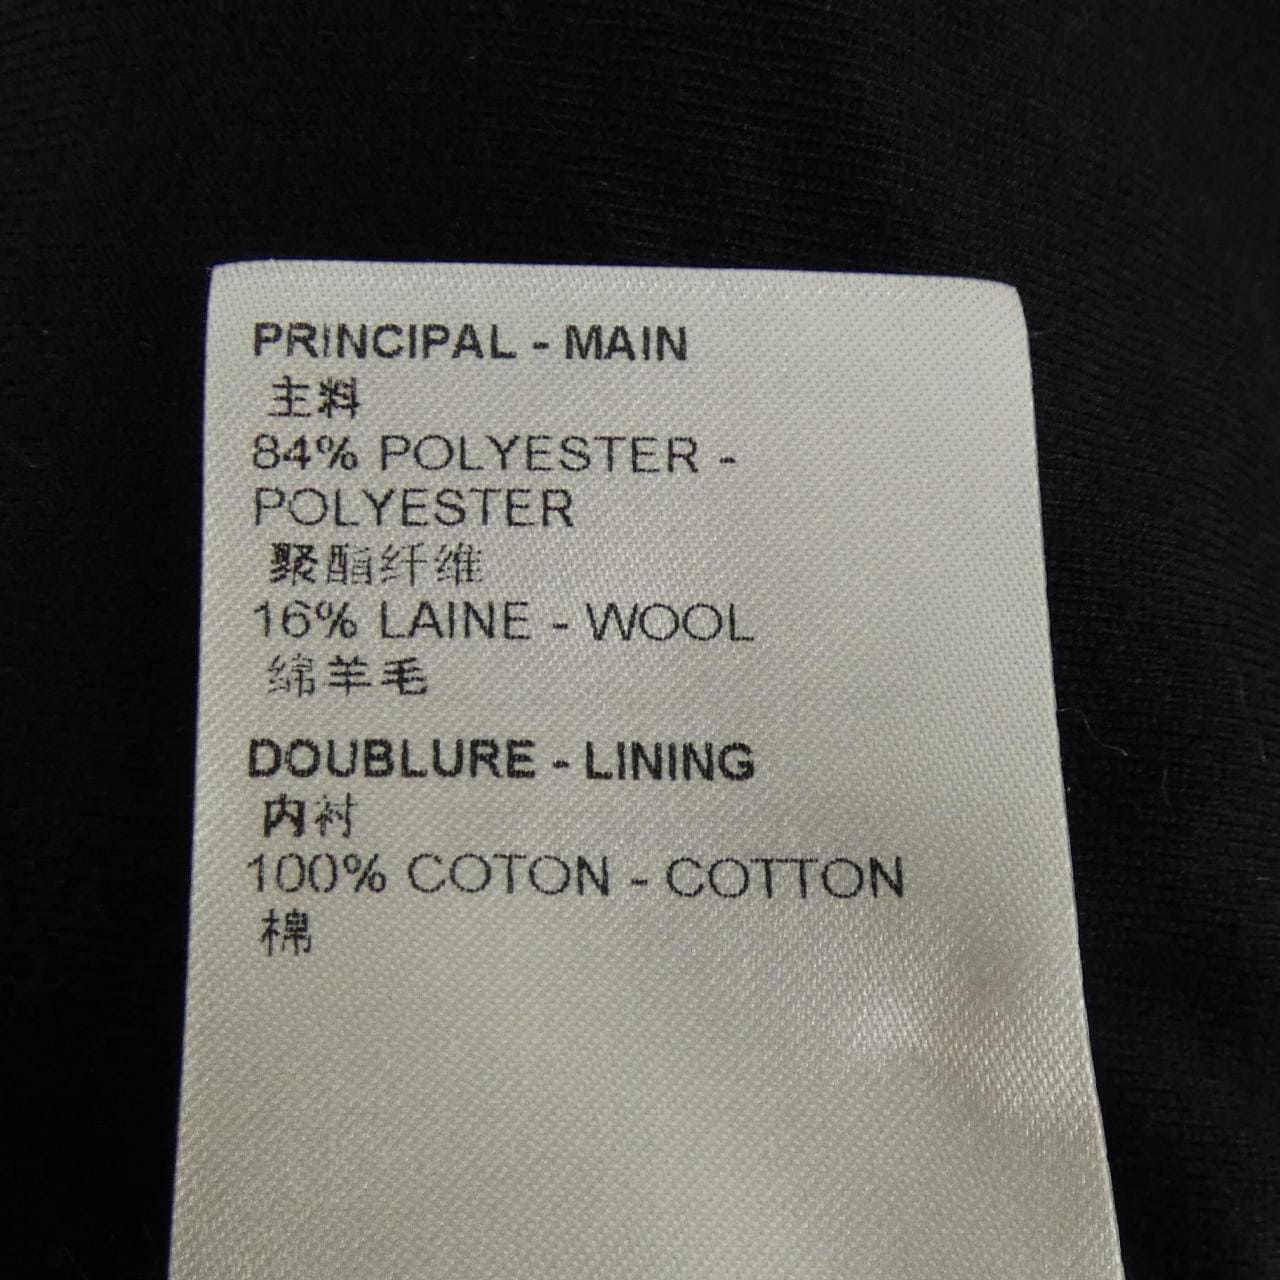 PRINCIPAL - MAIN
主料
84% POLYESTER -
POLYESTER
聚酯纤维
16% LAINE - WOOL
绵羊毛
DOUBLURE - LINING
内衬
100% COTON - COTTON
棉